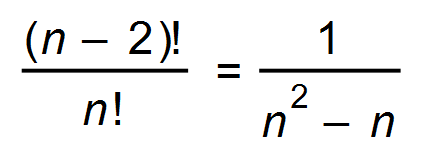 (n – 2)! / n! = 1 / n² – n